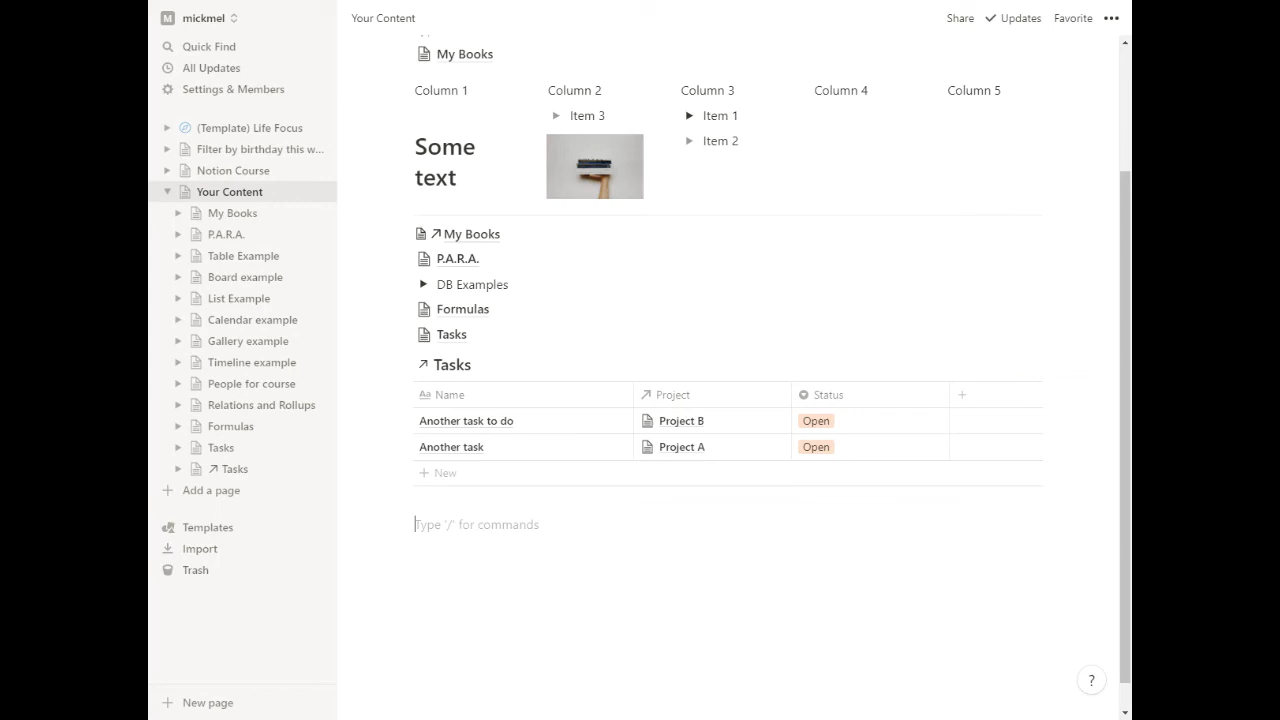 M mickmel
Quick Find
All Updates
Settings & Members
(Template) Life Focus
Filter by birthday this w...
Notion Course
Your Content
My Books
P.A.R.A.
Table Example
Board example
List Example
Calendar example
Gallery example
Timeline example
People for course
Relations and Rollups
Formulas
Tasks
Tasks
Add a page
Templates
Import
Trash
New page
Your Content
Share Updates Favorite
My Books
Column 1 Column 2 Column 3 Column 4 Column 5
Item 3 Item 1
Item 2
Some
text
My Books
P.A.R.A.
DB Examples
Formulas
Tasks
Tasks
Aa Name Project Status +
Another task to do Project B Open
Another task Project A Open
+ New
Type '/' for commands
?